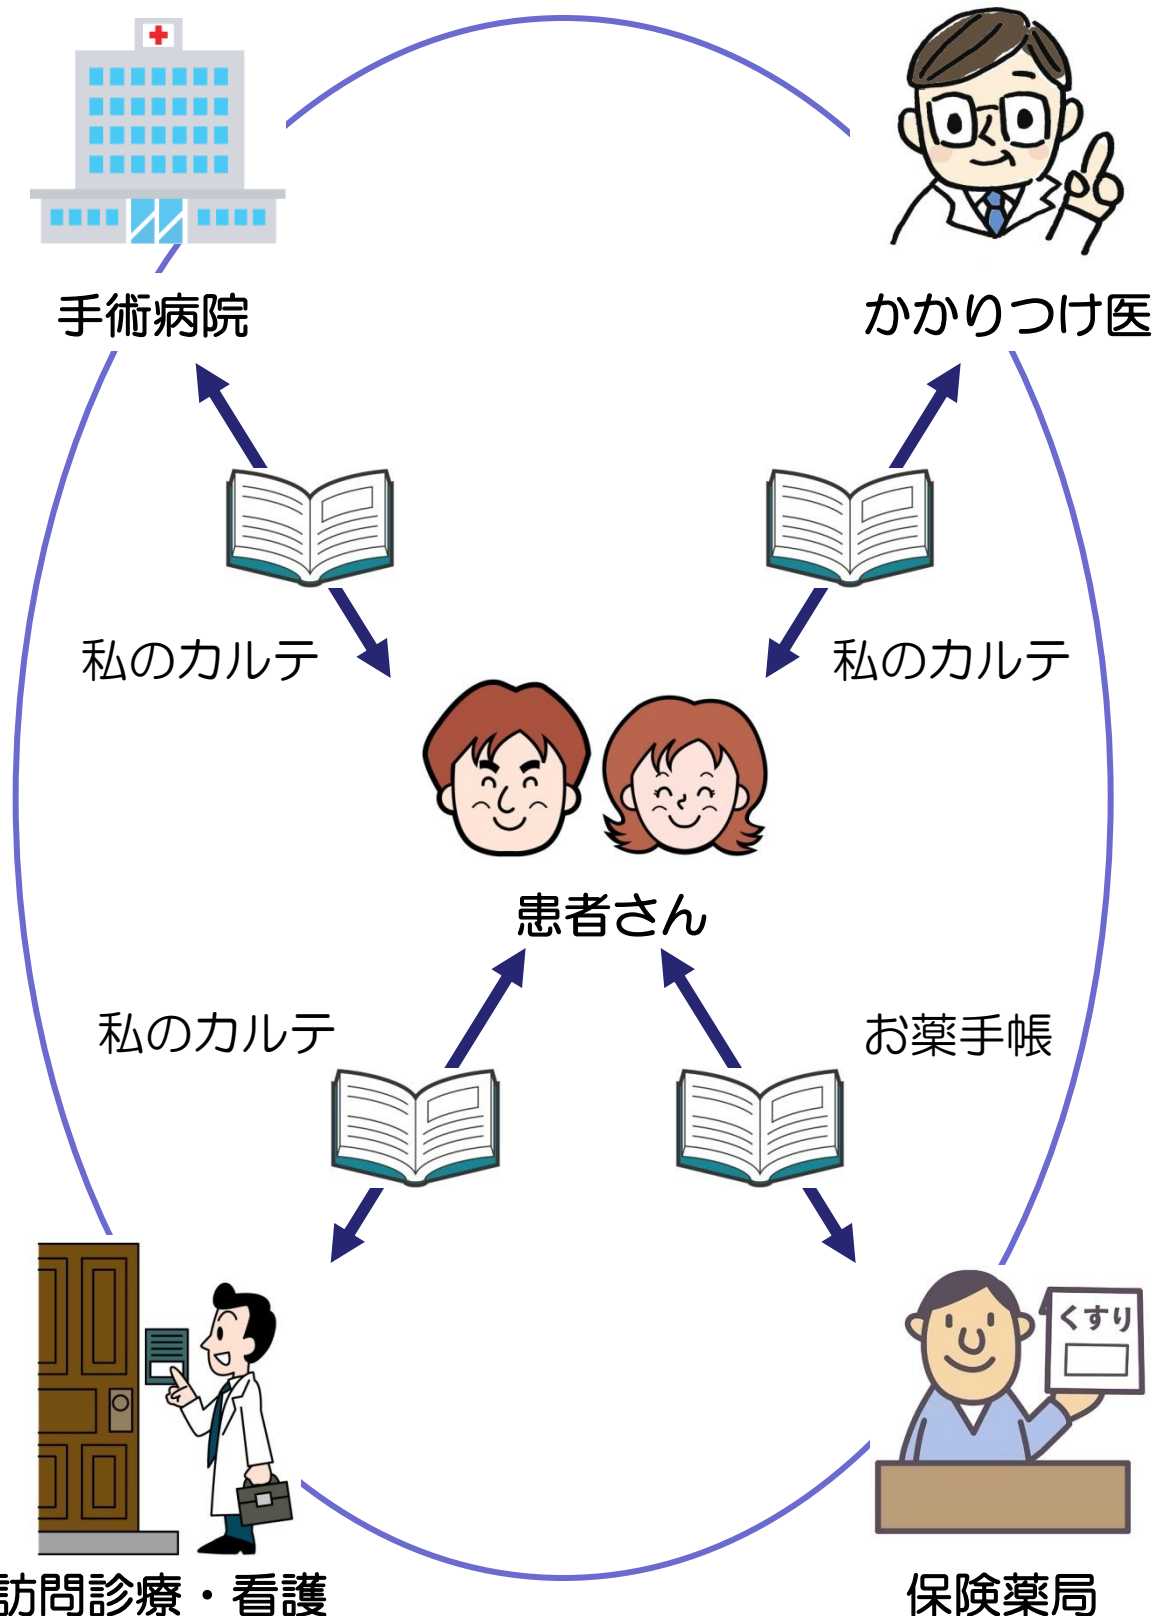 手術病院
かかりつけ医
私のカルテ
私のカルテ
患者さん
私のカルテ
お薬手帳
くすり
訪問診療・看護
保険薬局